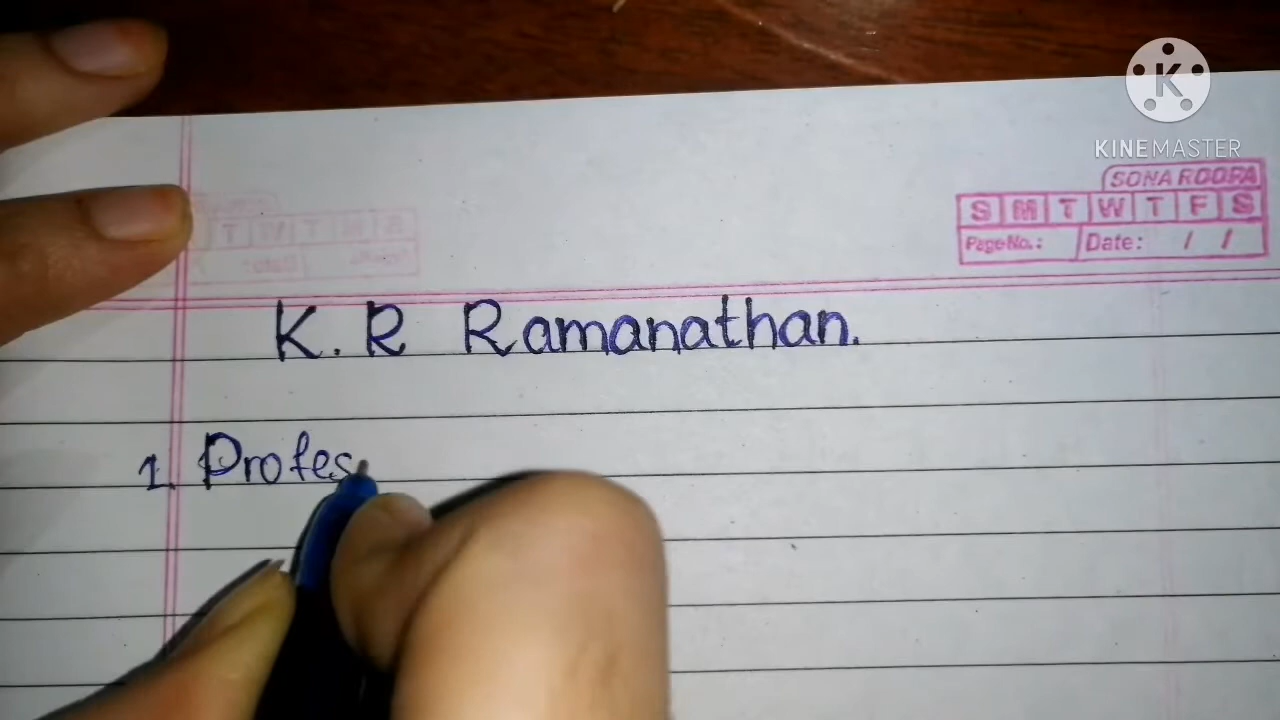 KINEMASTER
SONA ROOPA
S M T W T F S
Page No.: Date: / /
K. R Ramanathan.
1. Profes